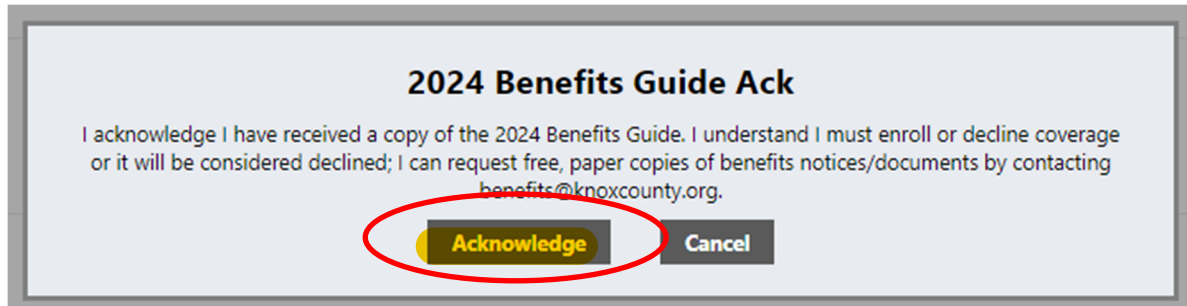 2024 Benefits Guide Ack
I acknowledge I have received a copy of the 2024 Benefits Guide. I understand I must enroll or decline coverage
or it will be considered declined; I can request free, paper copies of benefits notices/documents by contacting
benefits@knoxcounty.org.
Acknowledge Cancel